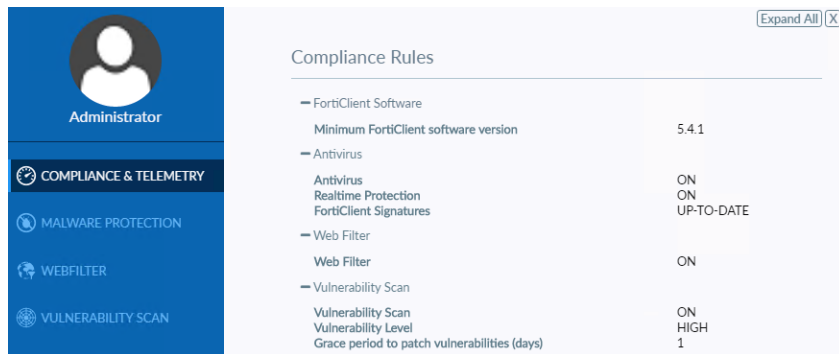 Expand All X
Administrator
COMPLIANCE & TELEMETRY
MALWARE PROTECTION
WEBFILTER
VULNERABILITY SCAN
Compliance Rules
FortiClient Software
Minimum FortiClient software version 5.4.1
Antivirus
Antivirus ON
Realtime Protection ON
FortiClient Signatures UP-TO-DATE
Web Filter
Web Filter ON
Vulnerability Scan
Vulnerability Scan ON
Vulnerability Level HIGH
Grace period to patch vulnerabilities (days) 1